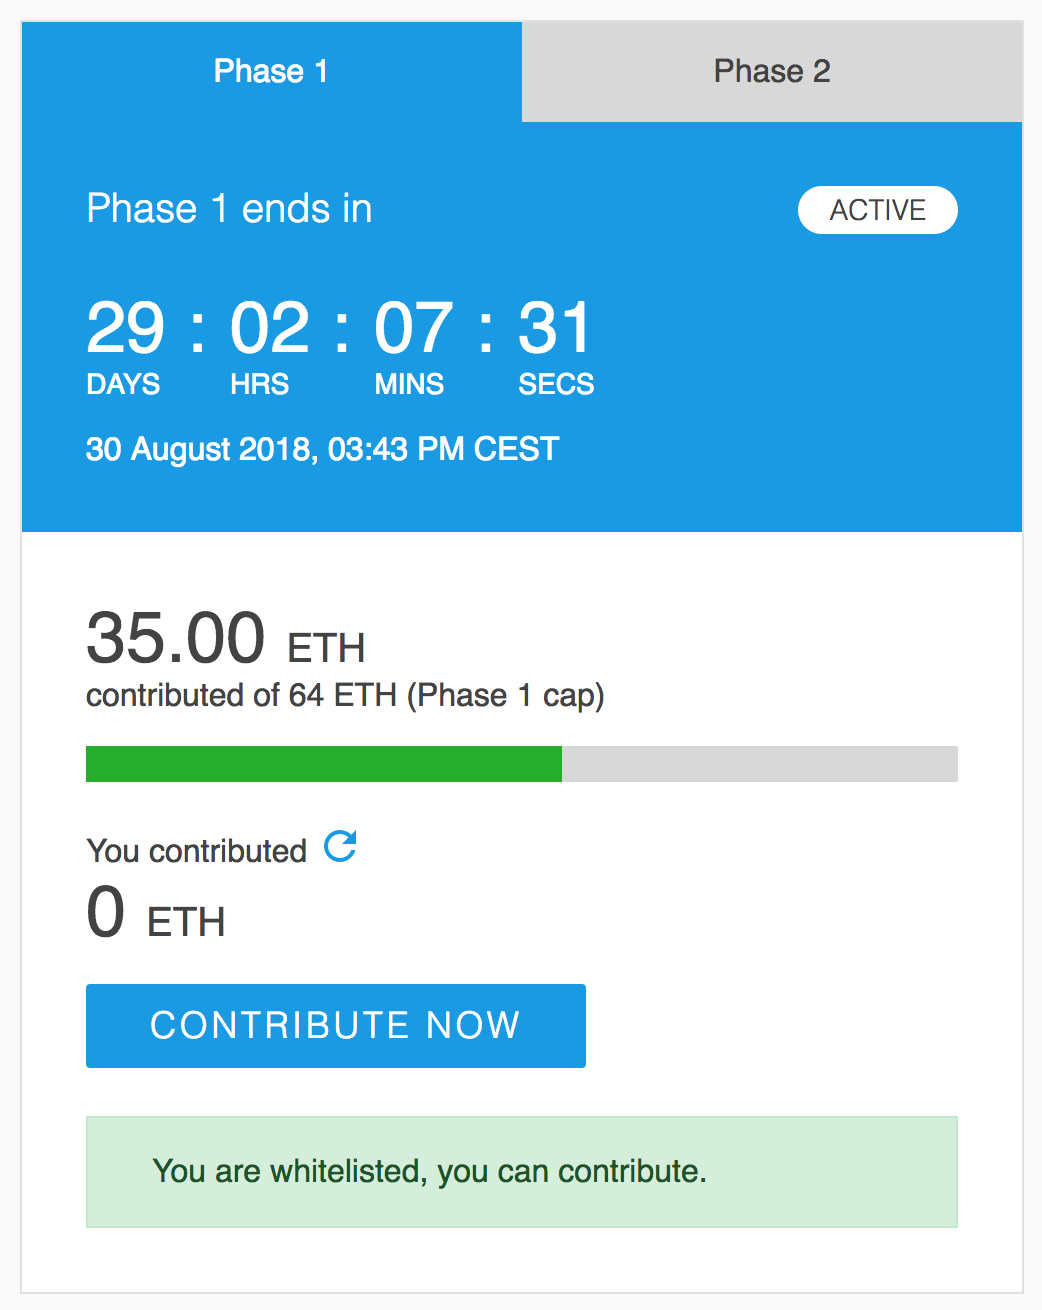 Phase 1
Phase 2
Phase 1 ends in
ACTIVE
29 : 02 : 07 : 31
DAYS HRS MINS SECS
30 August 2018, 03:43 PM CEST
35.00 ETH
contributed of 64 ETH (Phase 1 cap)
You contributed
0 ETH
CONTRIBUTE NOW
You are whitelisted, you can contribute.